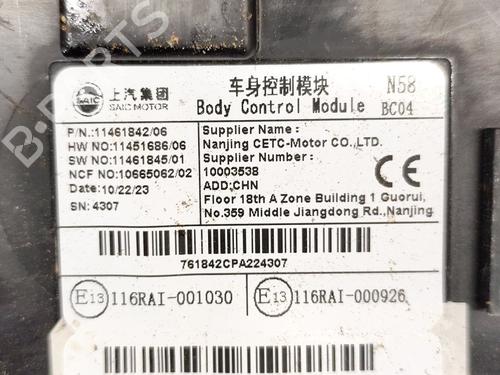 SAIC
上汽集团
SAIC MOTOR
车身控制模块
Body Control Module
N58
BC04
P/N:11461842/06
HW NO:11451686/06
SW NO:11461845/01
NCF NO:10665062/02
Date:10/22/23
SN: 4307
Supplier Name:
Nanjing CETC-Motor CO.,LTD.
Supplier Number:
10003538
ADD;CHN
Floor 18th A Zone Building 1 Guorui,
No.359 Middle Jiangdong Rd.,Nanjing
CE
761842CPA224307
E13 116RAI-001030
E13 116RAI-000926
B-PARTS